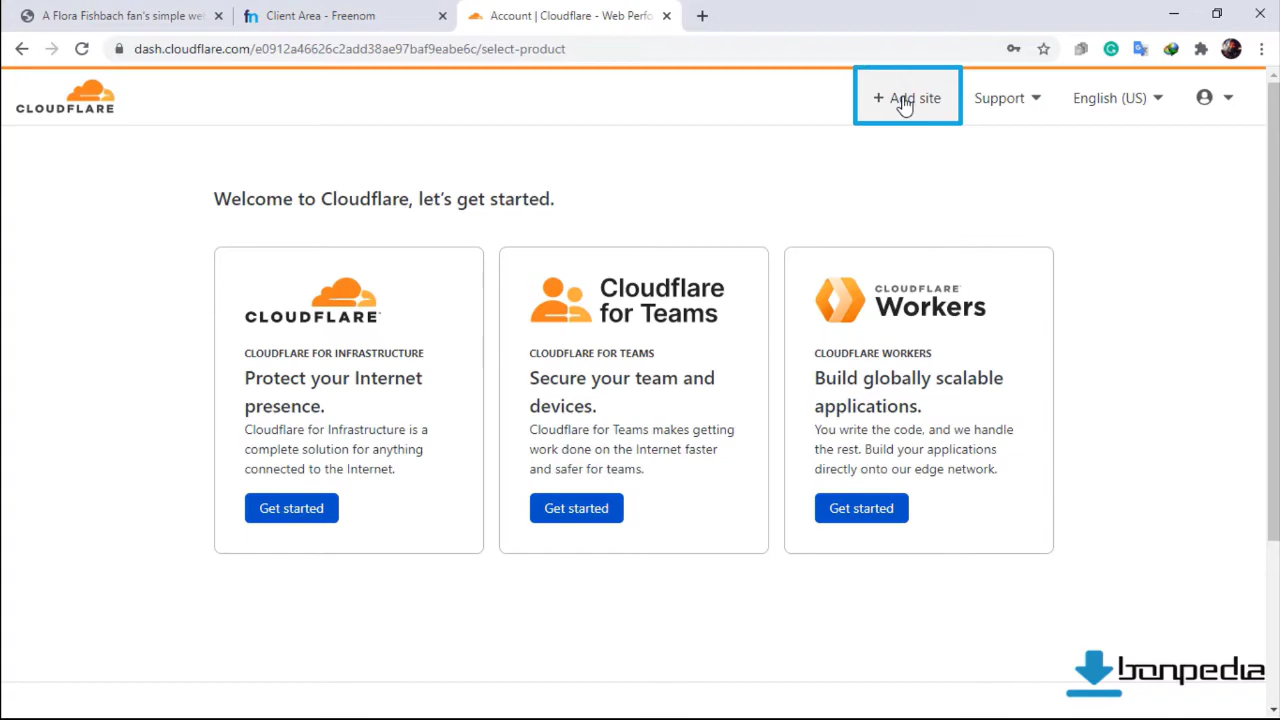 A Flora Fishbach fan's simple we
Client Area - Freenom
Account | Cloudflare - Web Perfo
dash.cloudflare.com/e0912a46626c2add38ae97baf9eabe6c/select-product
CLOUDFLARE
+ Add site
Support
English (US)
Welcome to Cloudflare, let's get started.
CLOUDFLARE
CLOUDFLARE FOR INFRASTRUCTURE
Protect your Internet
presence.
Cloudflare for Infrastructure is a
complete solution for anything
connected to the Internet.
Get started
Cloudflare
for Teams
CLOUDFLARE FOR TEAMS
Secure your team and
devices.
Cloudflare for Teams makes getting
work done on the Internet faster
and safer for teams.
Get started
CLOUDFLARE
Workers
CLOUDFLARE WORKERS
Build globally scalable
applications.
You write the code, and we handle
the rest. Build your applications
directly onto our edge network.
Get started
bonpedia